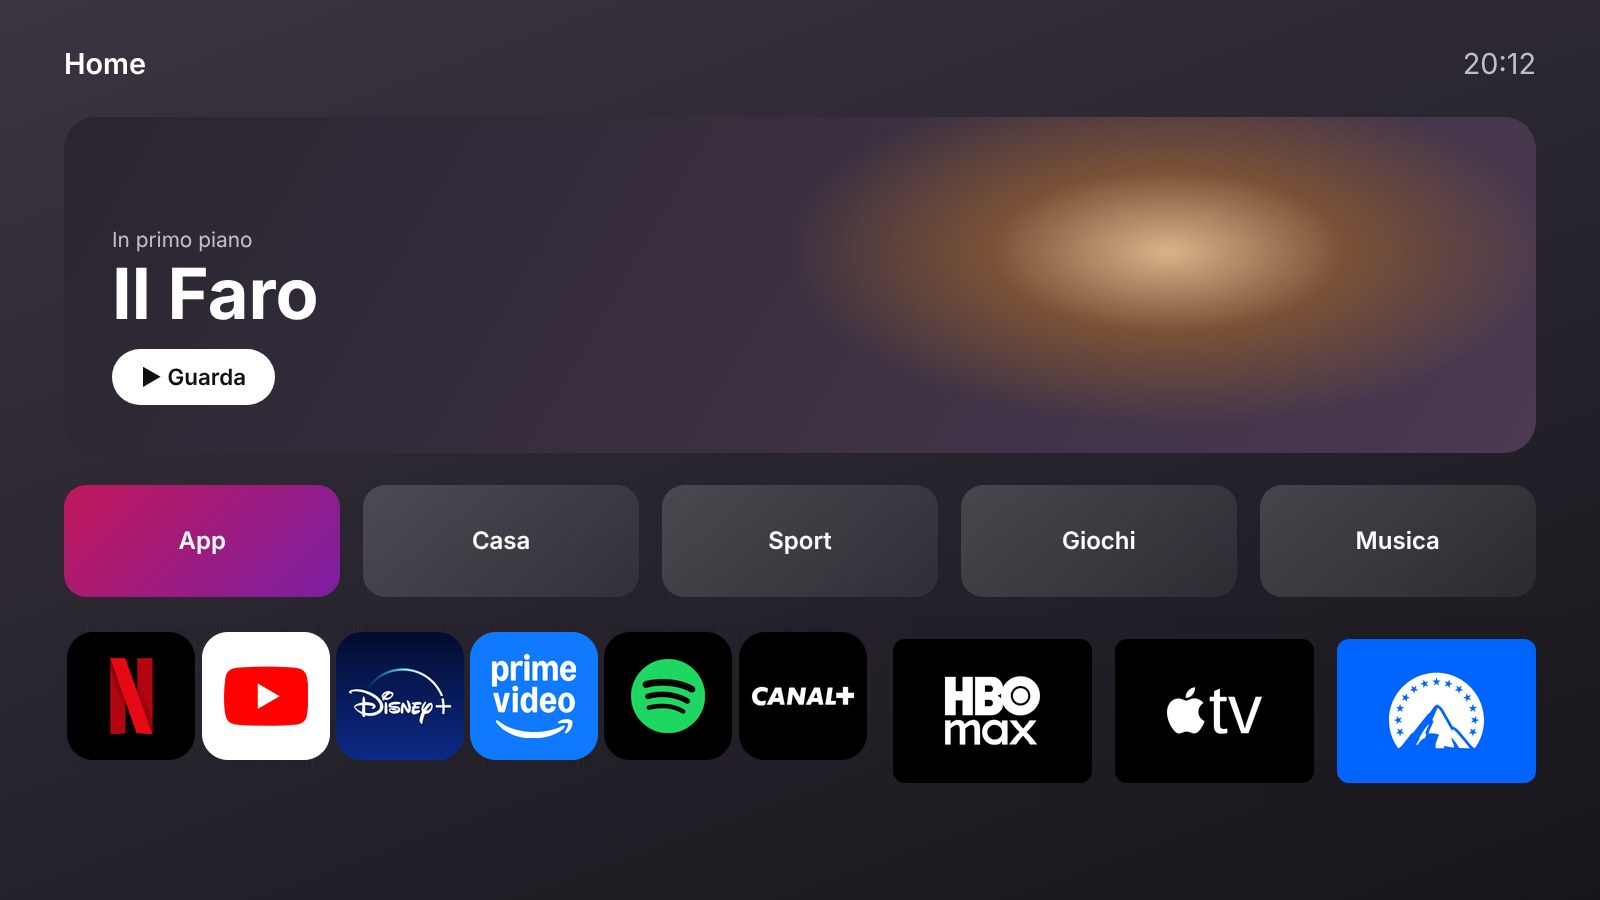 Home
20:12
In primo piano
Il Faro
Guarda
App
Casa
Sport
Giochi
Musica
N
Disney+
prime
video
CANAL+
HBO
max
tv